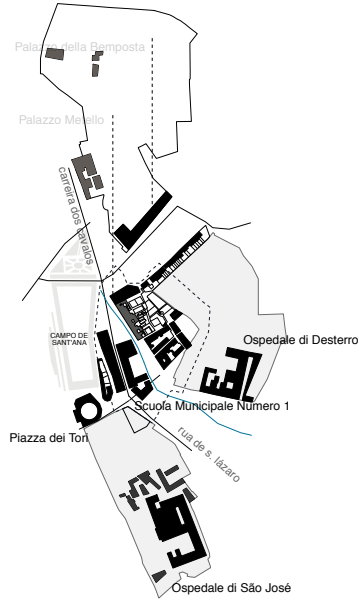 Palazzo della Bemposta
Palazzo Metello
carreira dos cavalos
CAMPO DE
SANT'ANA
Ospedale di Desterro
Scuola Municipale Numero 1
Piazza dei Tori
rua de s. lázaro
Ospedale di São José